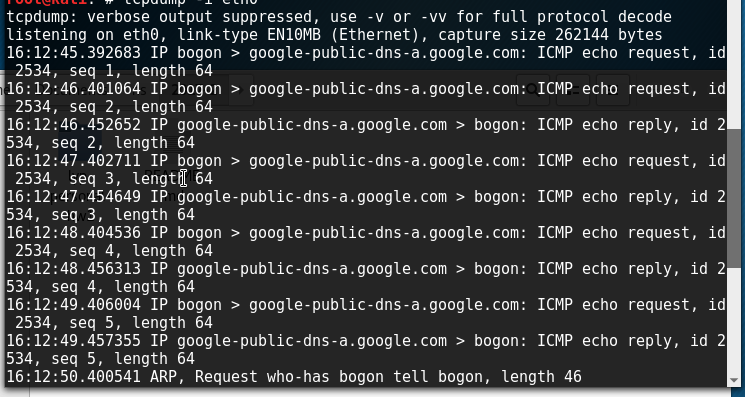 root@kali: # tcpdump -i eth0
tcpdump: verbose output suppressed, use -v or -vv for full protocol decode
listening on eth0, link-type EN10MB (Ethernet), capture size 262144 bytes
16:12:45.392683 IP bogon > google-public-dns-a.google.com: ICMP echo request, id
 2534, seq 1, length 64
16:12:46.401064 IP bogon > google-public-dns-a.google.com: ICMP echo request, id
 2534, seq 2, length 64
16:12:46.452652 IP google-public-dns-a.google.com > bogon: ICMP echo reply, id 2
534, seq 2, length 64
16:12:47.402711 IP bogon > google-public-dns-a.google.com: ICMP echo request, id
 2534, seq 3, length 64
16:12:47.454649 IP google-public-dns-a.google.com > bogon: ICMP echo reply, id 2
534, seq 3, length 64
16:12:48.404536 IP bogon > google-public-dns-a.google.com: ICMP echo request, id
 2534, seq 4, length 64
16:12:48.456313 IP google-public-dns-a.google.com > bogon: ICMP echo reply, id 2
534, seq 4, length 64
16:12:49.406004 IP bogon > google-public-dns-a.google.com: ICMP echo request, id
 2534, seq 5, length 64
16:12:49.457355 IP google-public-dns-a.google.com > bogon: ICMP echo reply, id 2
534, seq 5, length 64
16:12:50.400541 ARP, Request who-has bogon tell bogon, length 46